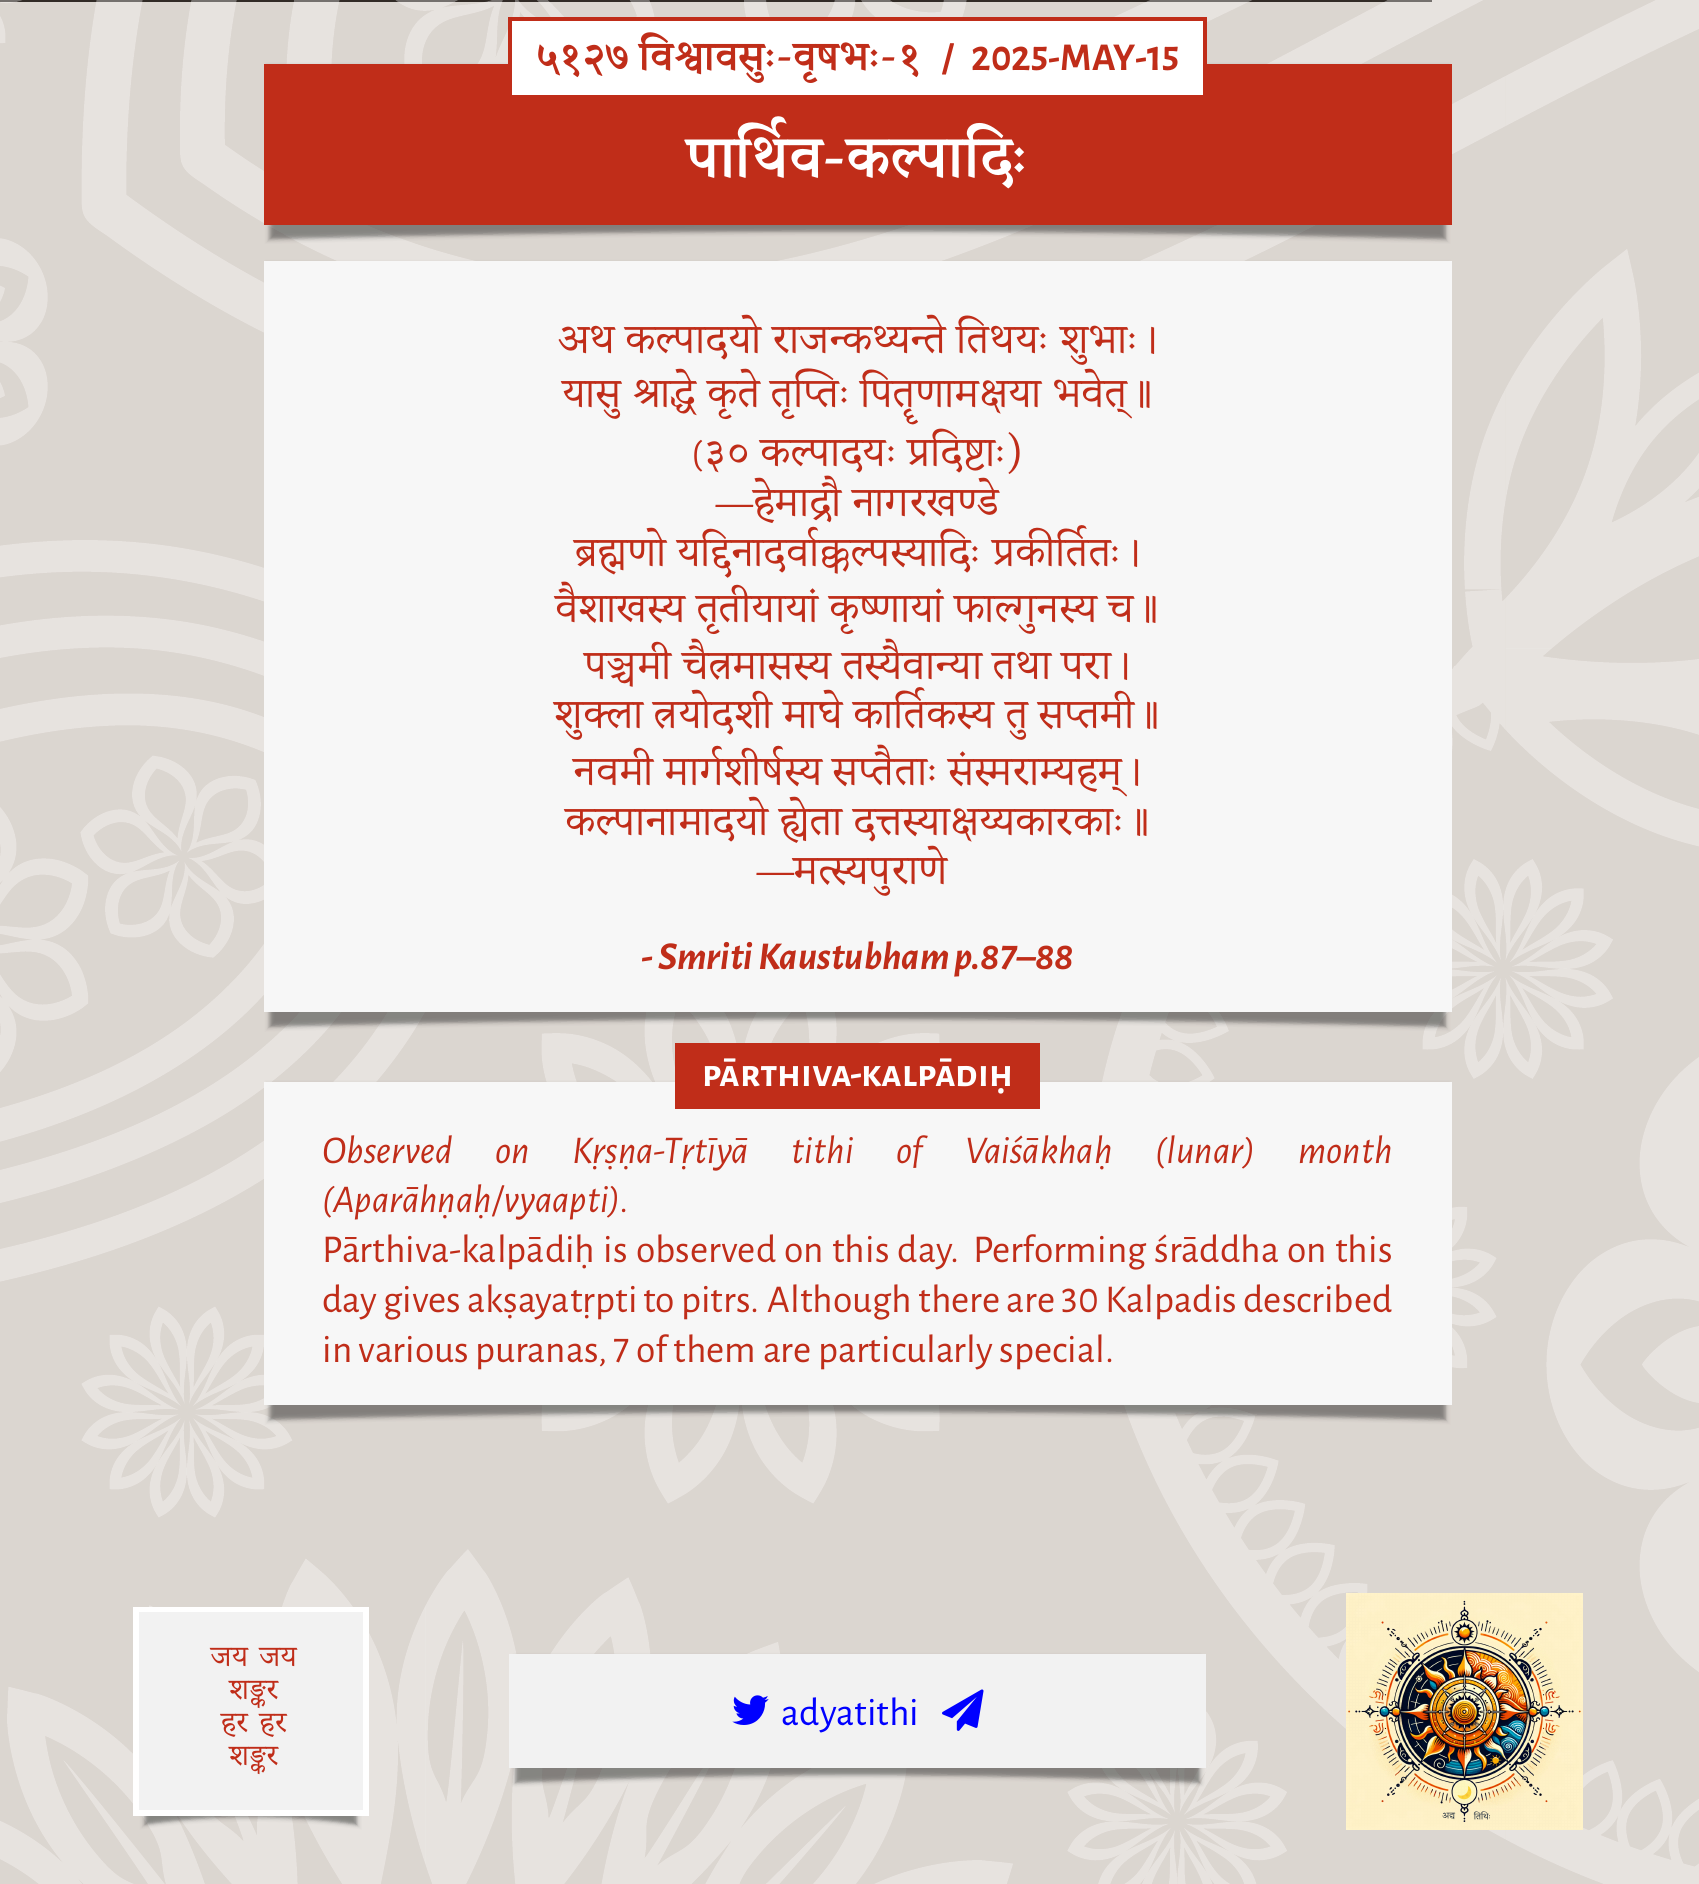 ५१२७ विश्वावसुः-वृषभः-१ / 2025-MAY-15
पार्थिव-कल्पादिः
अथ कल्पादयो राजन्कथ्यन्ते तिथयः शुभाः।
यासु श्राद्धे कृते तृप्तिः पितॄणामक्षया भवेत्॥
(३० कल्पादयः प्रदिष्टाः)
—हेमाद्रौ नागरखण्डे
ब्रह्मणो यद्दिनादर्वाक्कल्पस्यादिः प्रकीर्तितः।
वैशाखस्य तृतीयायां कृष्णायां फाल्गुनस्य च॥
पञ्चमी चैत्रमासस्य तस्यैवान्या तथा परा।
शुक्ला त्रयोदशी माघे कार्तिकस्य तु सप्तमी॥
नवमी मार्गशीर्षस्य सप्तैताः संस्मराम्यहम्।
कल्पानामादयो ह्येता दत्तस्याक्षय्यकारकाः॥
—मत्स्यपुराणे
- Smriti Kaustubham p.87–88
PĀRTHIVA-KALPĀDIḤ
Observed on Kṛṣṇa-Tṛtīyā tithi of Vaiśākhaḥ (lunar) month
(Aparāhṇaḥ/vyaapti).
Pārthiva-kalpādiḥ is observed on this day. Performing śrāddha on this
day gives akṣayatṛpti to pitrs. Although there are 30 Kalpadis described
in various puranas, 7 of them are particularly special.
जय जय
शङ्कर
हर हर
शङ्कर
adyatithi
अद्य तिथिः